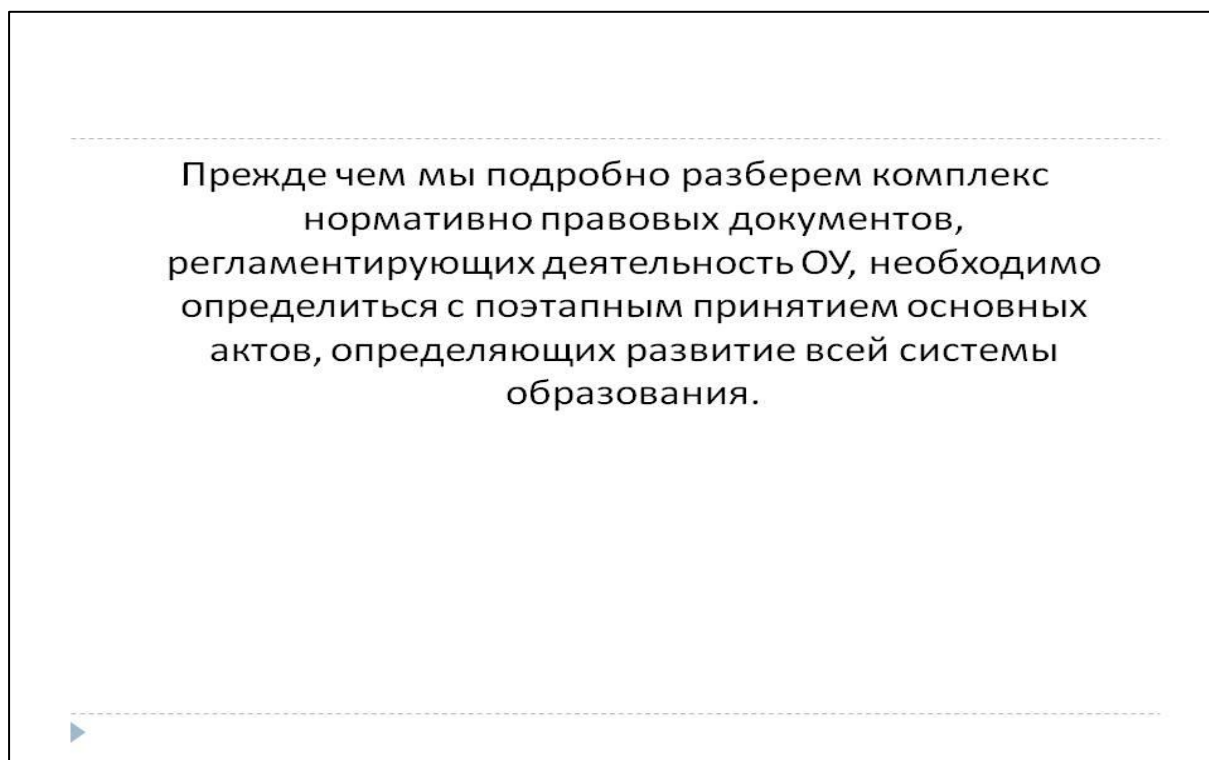 Прежде чем мы подробно разберем комплекс
нормативно правовых документов,
регламентирующих деятельность ОУ, необходимо
определиться с поэтапным принятием основных
актов, определяющих развитие всей системы
образования.